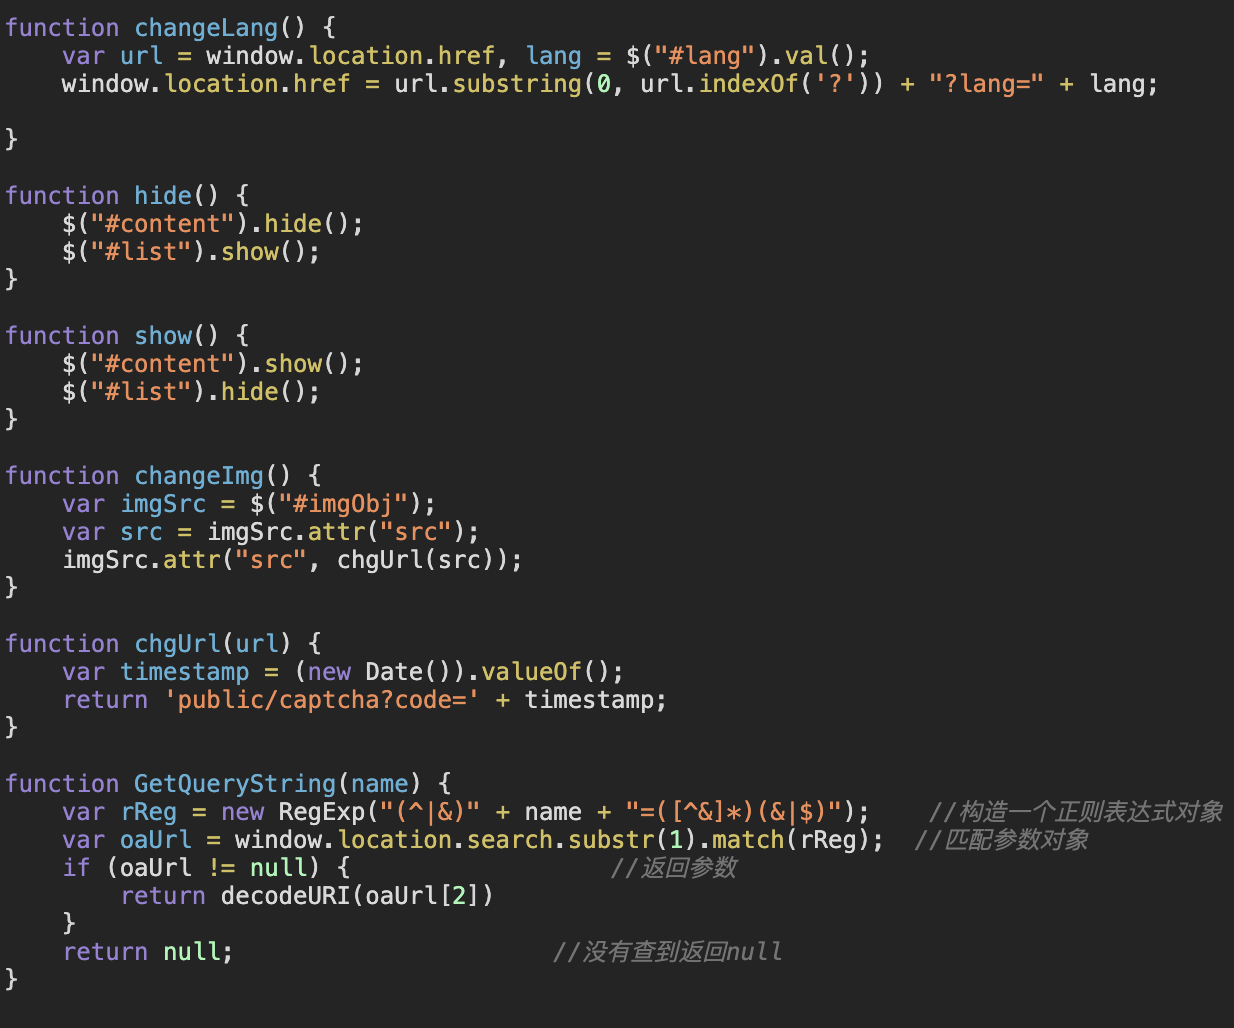 function changeLang() {
    var url = window.location.href, lang = $("#lang").val();
    window.location.href = url.substring(0, url.indexOf('?')) + "?lang=" + lang;

}

function hide() {
    $("#content").hide();
    $("#list").show();
}

function show() {
    $("#content").show();
    $("#list").hide();
}

function changeImg() {
    var imgSrc = $("#imgObj");
    var src = imgSrc.attr("src");
    imgSrc.attr("src", chgUrl(src));
}

function chgUrl(url) {
    var timestamp = (new Date()).valueOf();
    return 'public/captcha?code=' + timestamp;
}

function GetQueryString(name) {
    var rReg = new RegExp("(^|&)" + name + "=([^&]*)(&|$)");    //构造一个正则表达式对象
    var oaUrl = window.location.search.substr(1).match(rReg);  //匹配参数对象
    if (oaUrl != null) {                  //返回参数
        return decodeURI(oaUrl[2])
    }
    return null;                      //没有查到返回null
}